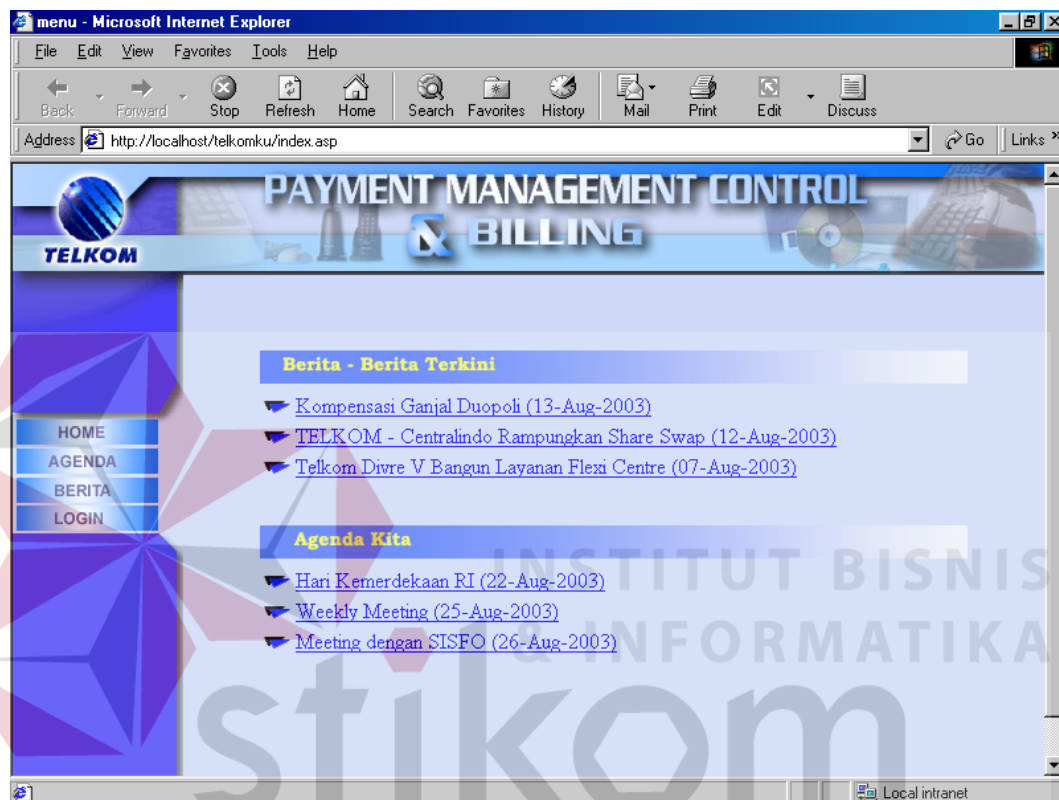 menu - Microsoft Internet Explorer
File Edit View Favorites Tools Help
Back Forward Stop Refresh Home Search Favorites History Mail Print Edit Discuss
Address http://localhost/telkomku/index.asp Go Links »
TELKOM
PAYMENT MANAGEMENT CONTROL
& BILLING
Berita - Berita Terkini
Kompensasi Ganjal Duopoli (13-Aug-2003)
TELKOM - Centralindo Rampungkan Share Swap (12-Aug-2003)
Telkom Divre V Bangun Layanan Flexi Centre (07-Aug-2003)
HOME
AGENDA
BERITA
LOGIN
Agenda Kita
Hari Kemerdekaan RI (22-Aug-2003)
Weekly Meeting (25-Aug-2003)
Meeting dengan SISFO (26-Aug-2003)
INSTITUT BISNIS
& INFORMATIKA
stikom
Local intranet